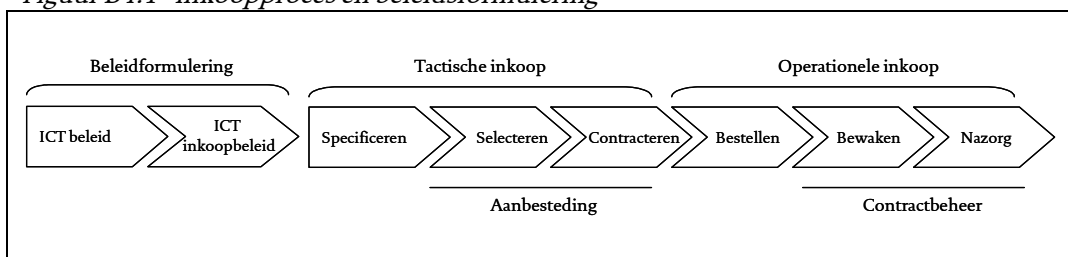 Figuur B4.1 Inkoopproces en beleidsformulering
Beleidformulering
Tactische inkoop
Operationele inkoop
ICT beleid
ICT
inkoopbeleid
Specificeren
Selecteren
Contracteren
Bestellen
Bewaken
Nazorg
Aanbesteding
Contractbeheer